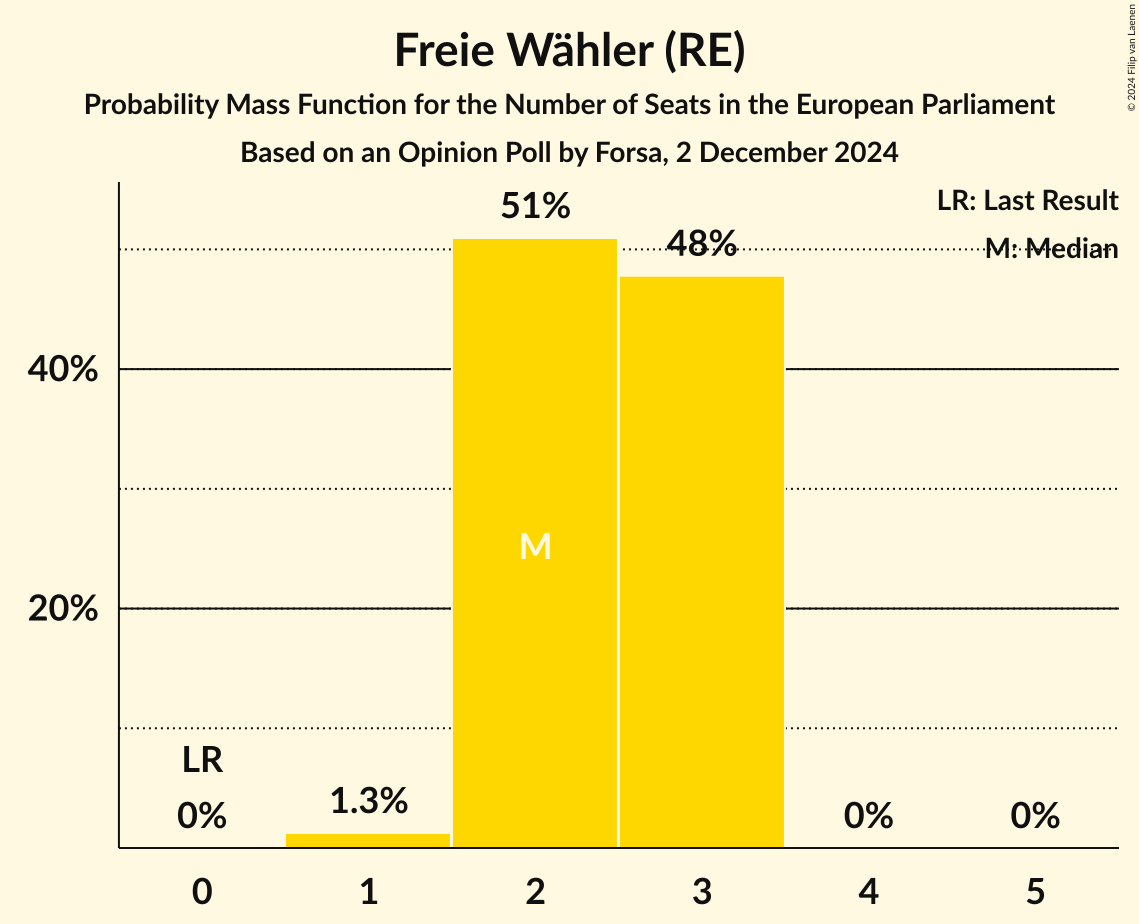 © 2024 Filip van Laenen
Freie Wähler (RE)
Probability Mass Function for the Number of Seats in the European Parliament
Based on an Opinion Poll by Forsa, 2 December 2024
LR: Last Result
M: Median
51%
48%
40%
M
20%
LR
0%
1.3%
0%
0%
0 1 2 3 4 5